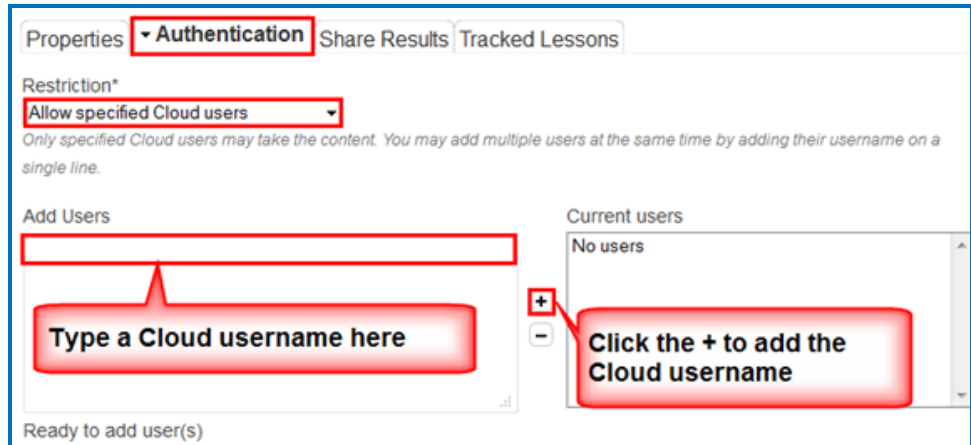 Properties Authentication Share Results Tracked Lessons
Restriction*
Allow specified Cloud users
Only specified Cloud users may take the content. You may add multiple users at the same time by adding their username on a
single line.
Add Users
Current users
No users
+
-
Type a Cloud username here
Click the + to add the
Cloud username
Ready to add user(s)